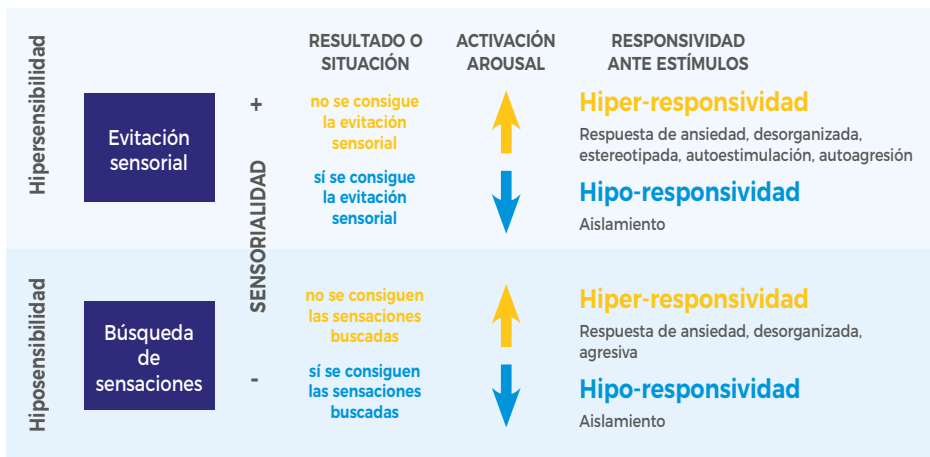 RESULTADO O
SITUACIÓN
ACTIVACIÓN
AROUSAL
RESPONSIVIDAD
ANTE ESTÍMULOS
Hipersensibilidad
Evitación
sensorial
+
SENSORIALIDAD
-
no se consigue
la evitación
sensorial
Hiper-responsividad
Respuesta de ansiedad, desorganizada,
estereotipada, autoestimulación, autoagresión
sí se consigue
la evitación
sensorial
Hipo-responsividad
Aislamiento
Hiposensibilidad
Búsqueda
de
sensaciones
no se consiguen
las sensaciones
buscadas
Hiper-responsividad
Respuesta de ansiedad, desorganizada,
agresiva
sí se consiguen
las sensaciones
buscadas
Hipo-responsividad
Aislamiento